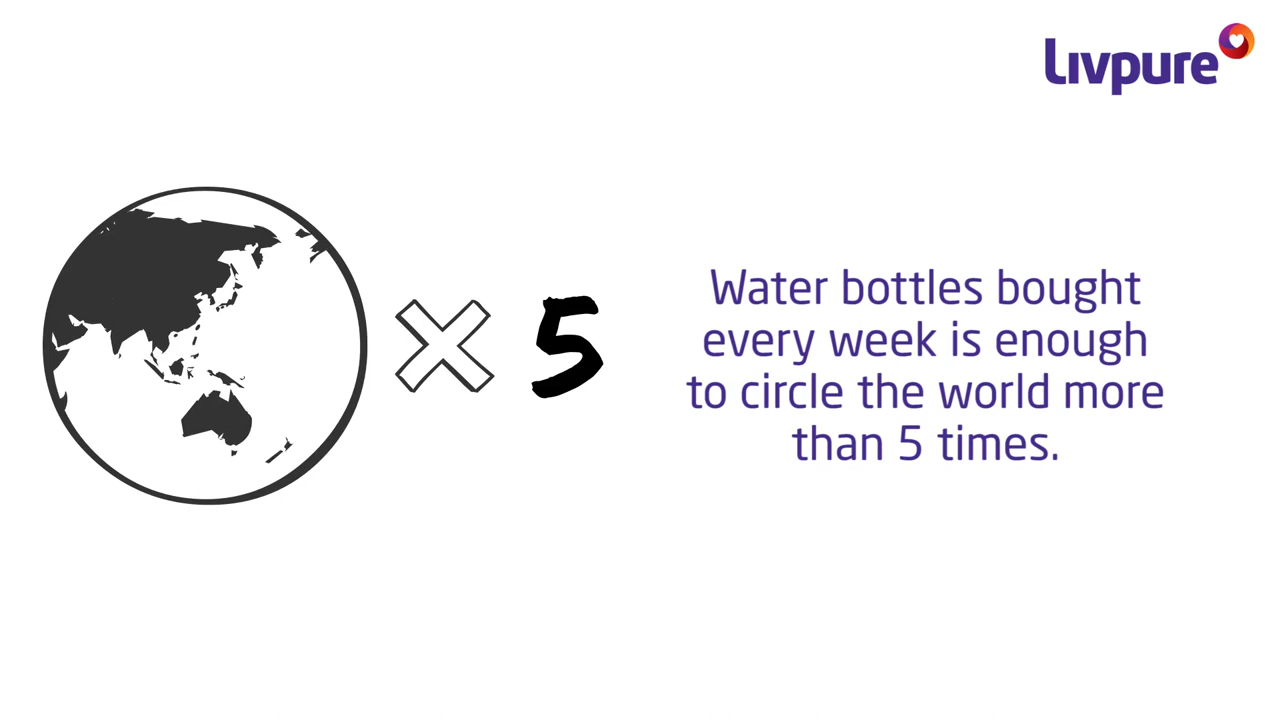 Livpure
5
Water bottles bought
every week is enough
to circle the world more
than 5 times.